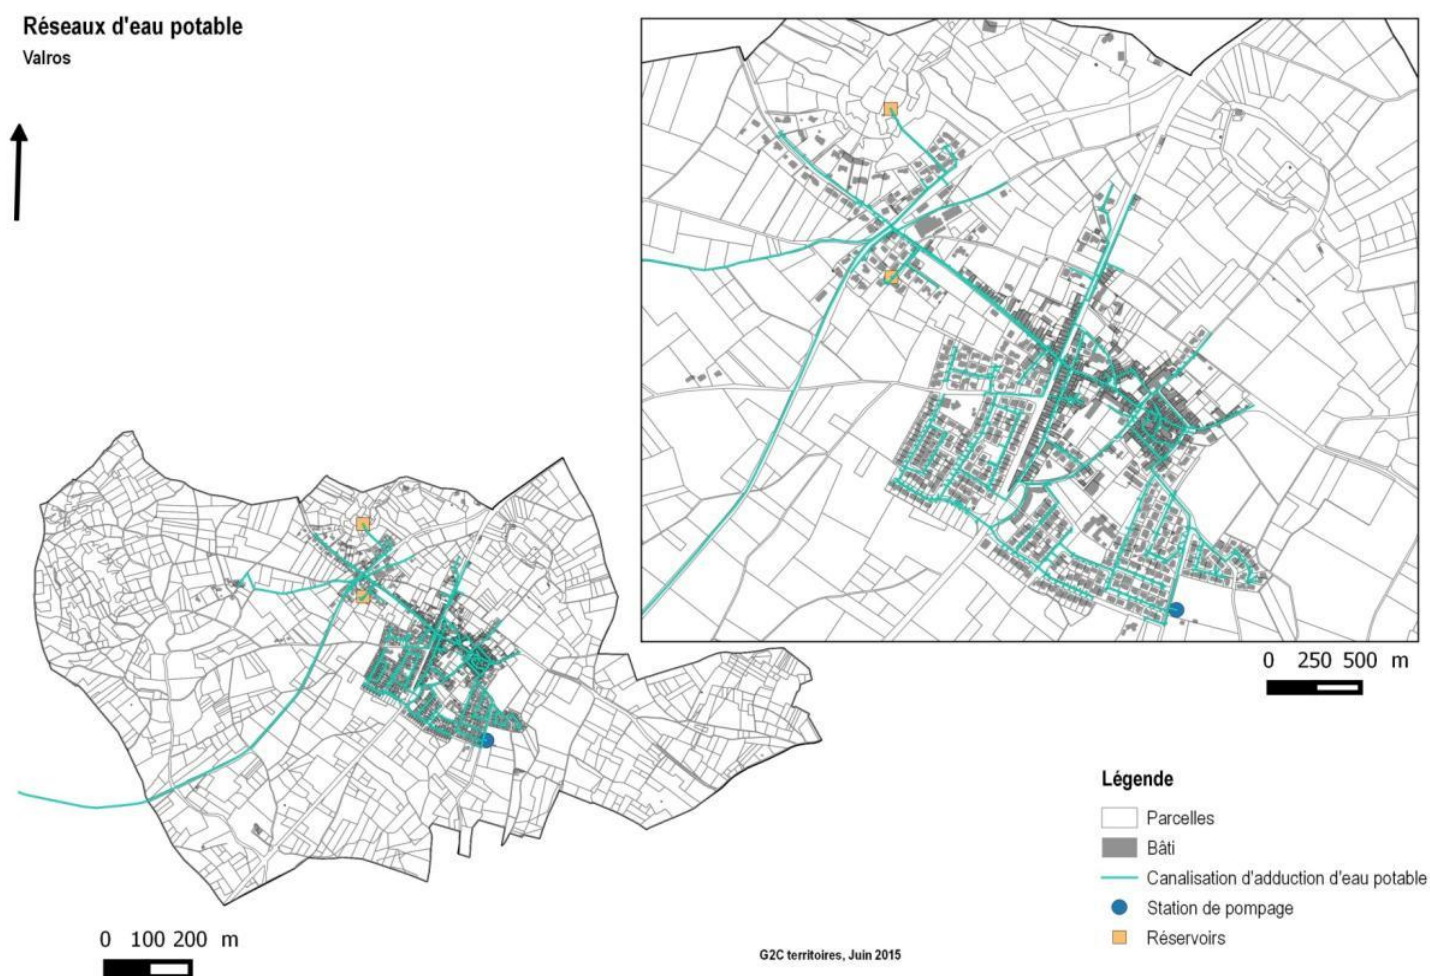 Réseaux d'eau potable
Valros
0 250 500 m
Légende
Parcelles
Bâti
Canalisation d'adduction d'eau potable
Station de pompage
Réservoirs
0 100 200 m
G2C territoires, Juin 2015